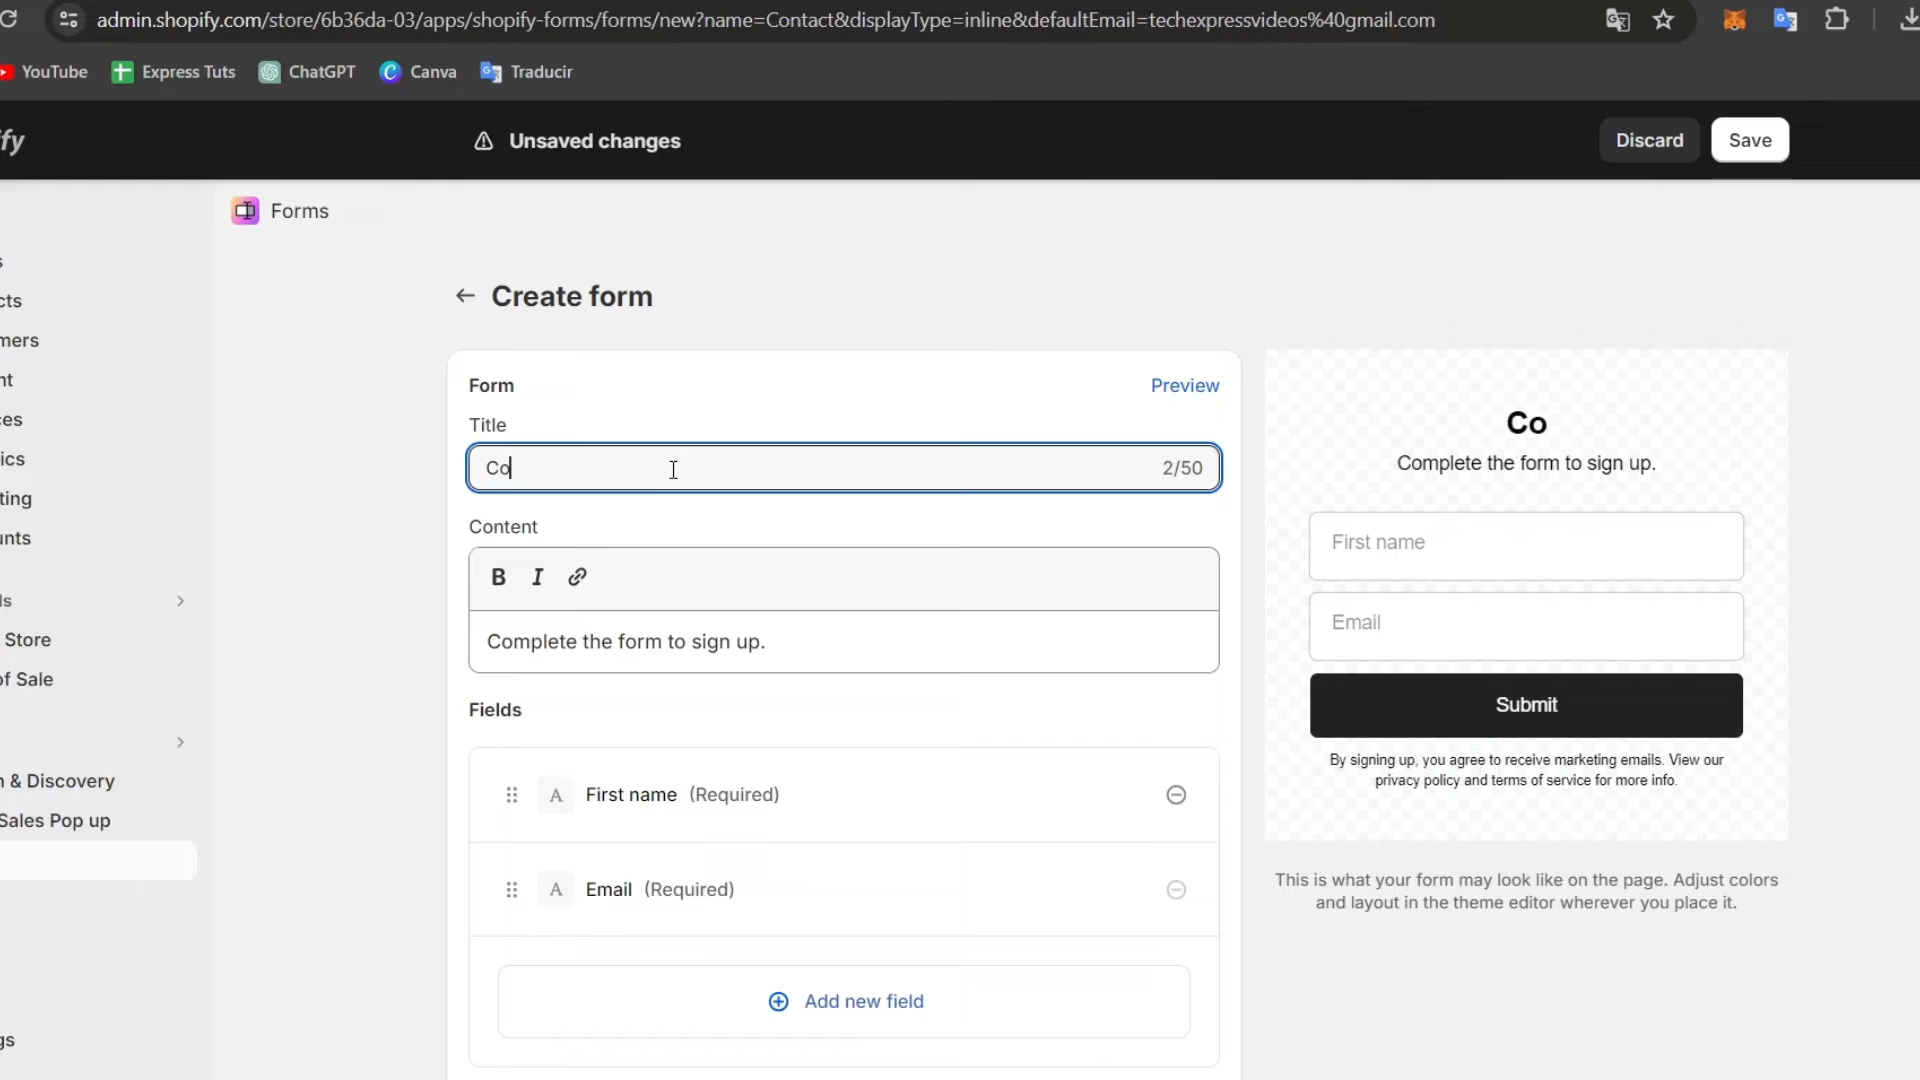 admin.shopify.com/store/6b36da-03/apps/shopify-forms/forms/new?name=Contact&displayType=inline&defaultEmail=techexpressvideos%40gmail.com
YouTube Express Tuts ChatGPT Canva Traducir
ify
Unsaved changes
Discard
Save
Forms
s
cts
mers
nt
ces
ics
ting
unts
ls
Store
of Sale
n & Discovery
Sales Pop up
gs
Create form
Form
Preview
Title
Co
2/50
Content
B I
Complete the form to sign up.
Fields
A First name (Required)
A Email (Required)
Add new field
Co
Complete the form to sign up.
First name
Email
Submit
By signing up, you agree to receive marketing emails. View our
privacy policy and terms of service for more info.
This is what your form may look like on the page. Adjust colors
and layout in the theme editor wherever you place it.